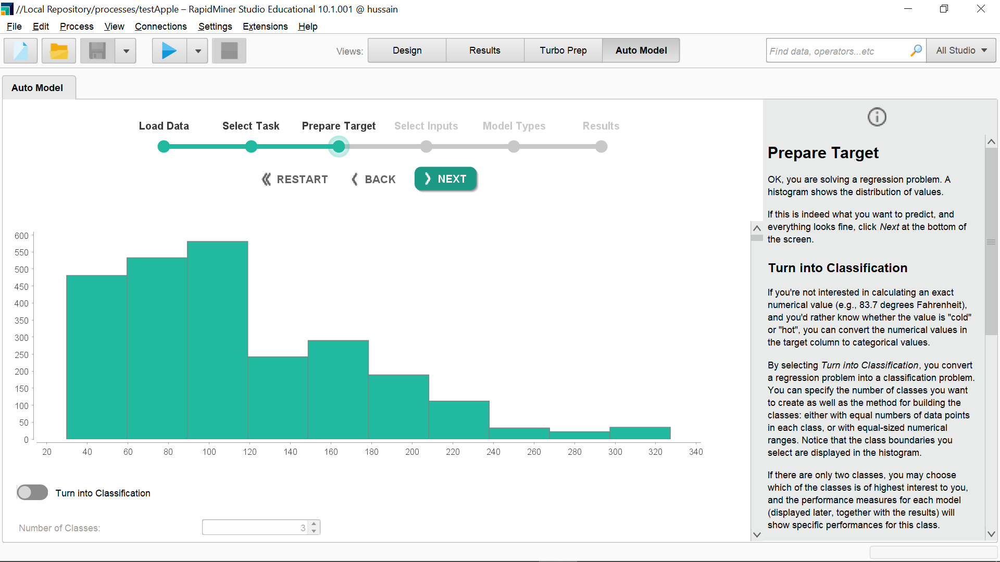 //Local Repository/processes/testApple – RapidMiner Studio Educational 10.1.001 @ hussain
File Edit Process View Connections Settings Extensions Help
Views: Design Results Turbo Prep Auto Model Find data, operators...etc All Studio
Auto Model
Load Data Select Task Prepare Target Select Inputs Model Types Results
RESTART BACK NEXT
600
550
500
450
400
350
300
250
200
150
100
50
0
20 40 60 80 100 120 140 160 180 200 220 240 260 280 300 320 340
Turn into Classification
Number of Classes: 3
Prepare Target
OK, you are solving a regression problem. A
histogram shows the distribution of values.
If this is indeed what you want to predict, and
everything looks fine, click Next at the bottom of
the screen.
Turn into Classification
If you're not interested in calculating an exact
numerical value (e.g., 83.7 degrees Fahrenheit),
and you'd rather know whether the value is "cold"
or "hot", you can convert the numerical values in
the target column to categorical values.
By selecting Turn into Classification, you convert
a regression problem into a classification problem.
You can specify the number of classes you want
to create as well as the method for building the
classes: either with equal numbers of data points
in each class, or with equal-sized numerical
ranges. Notice that the class boundaries you
select are displayed in the histogram.
If there are only two classes, you may choose
which of the classes is of highest interest to you,
and the performance measures for each model
(displayed later, together with the results) will
show specific performances for this class.